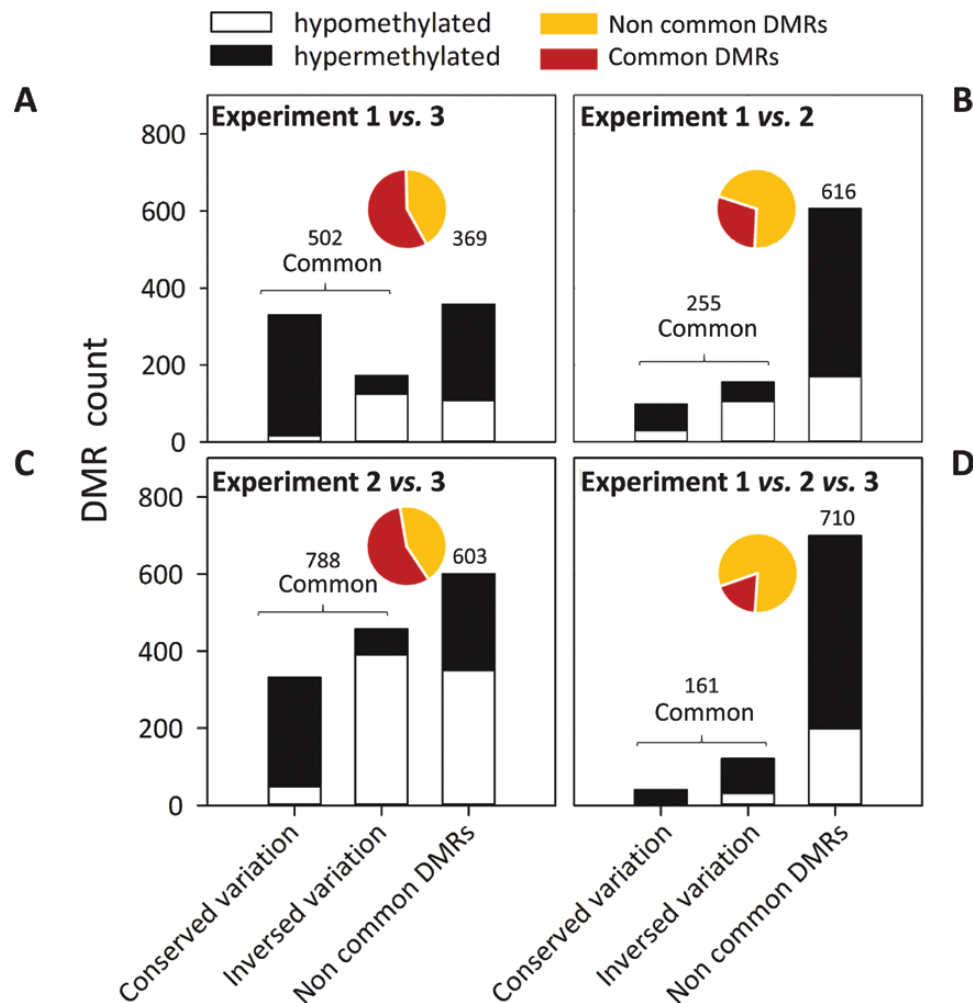 hypomethylated
Non common DMRs
hypermethylated
Common DMRs
A
B
Experiment 1 vs. 3
Experiment 1 vs. 2
800
600
400
200
0
502
Common
369
616
255
Common
DMR count
C
D
Experiment 2 vs. 3
Experiment 1 vs. 2 vs. 3
800
600
400
200
0
788
Common
603
710
161
Common
Conserved variation
Inversed variation
Non common DMRs
Conserved variation
Inversed variation
Non common DMRs